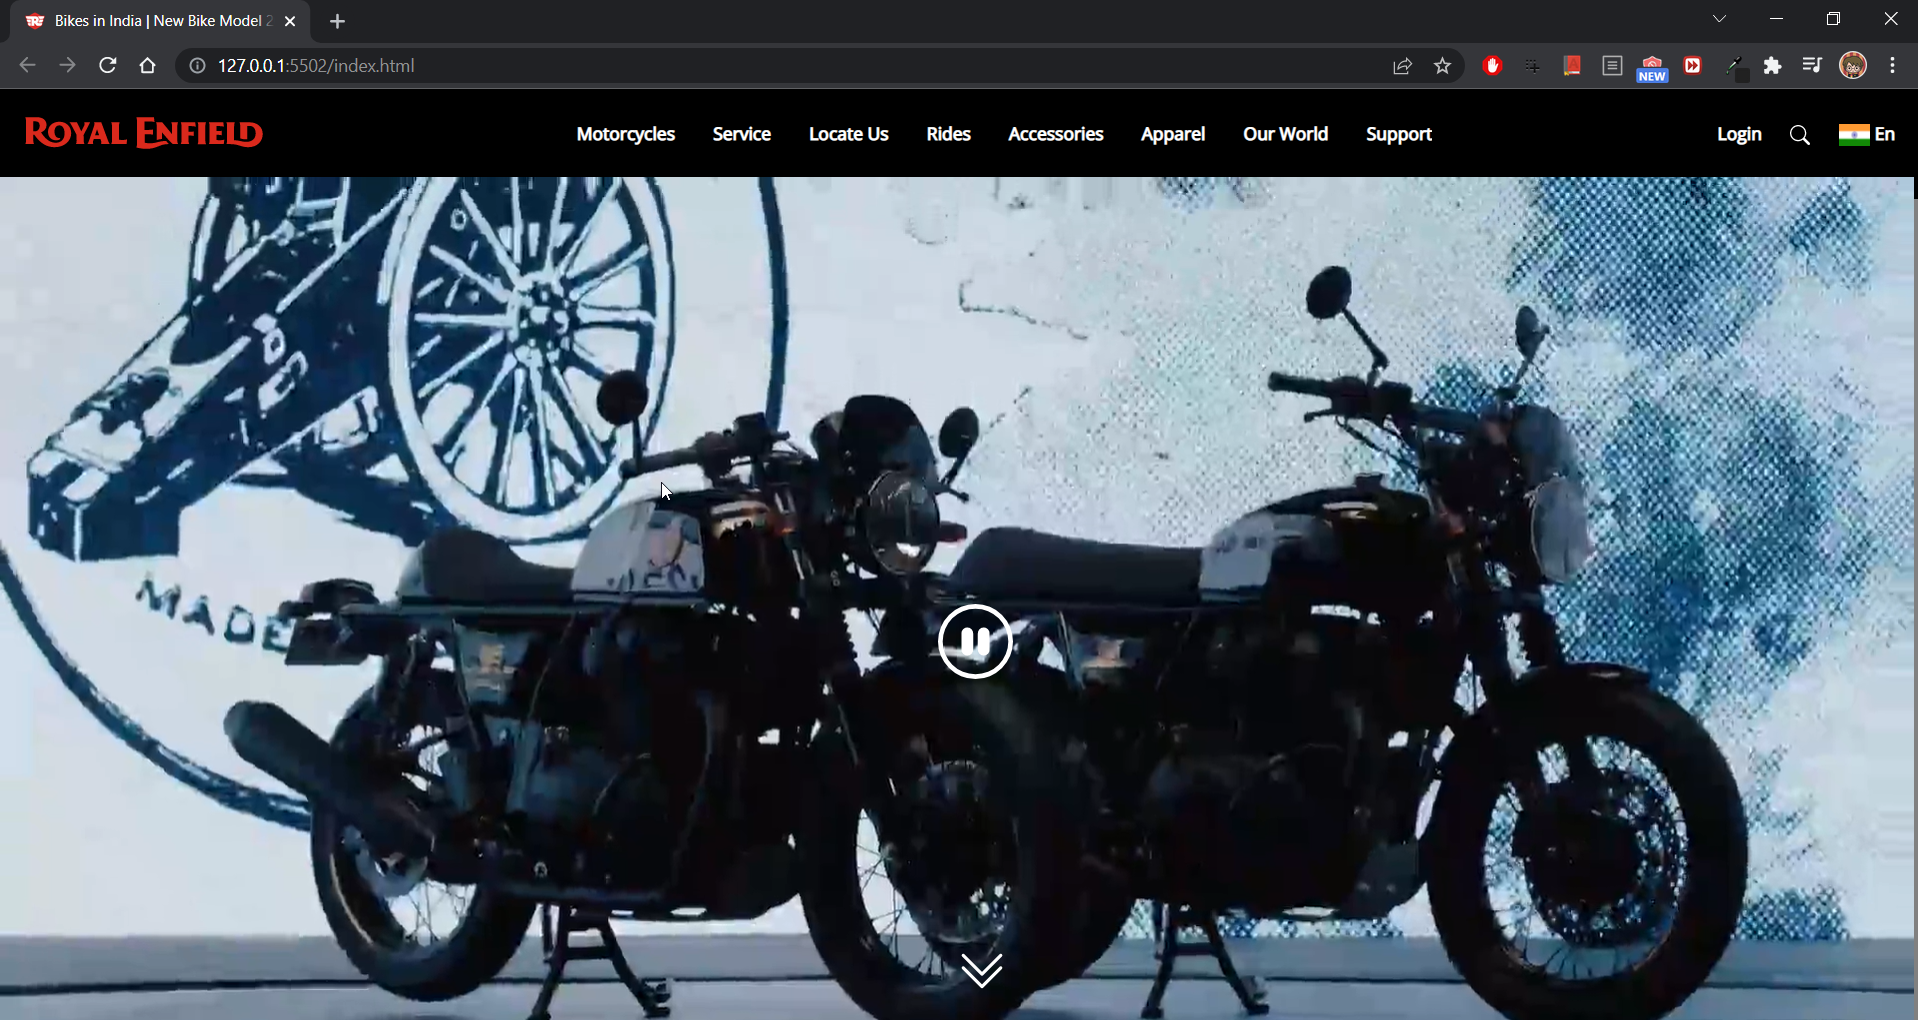 Bikes in India | New Bike Model 2
127.0.0.1:5502/index.html
NEW
ROYAL ENFIELD
Motorcycles Service Locate Us Rides Accessories Apparel Our World Support
Login En
MADE